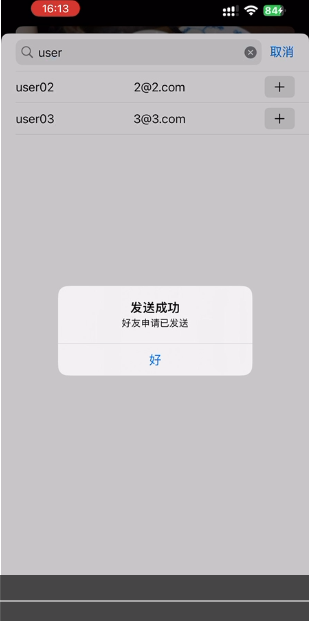 16:13
84
user
取消
user02 2@2.com +
user03 3@3.com +
发送成功
好友申请已发送
好